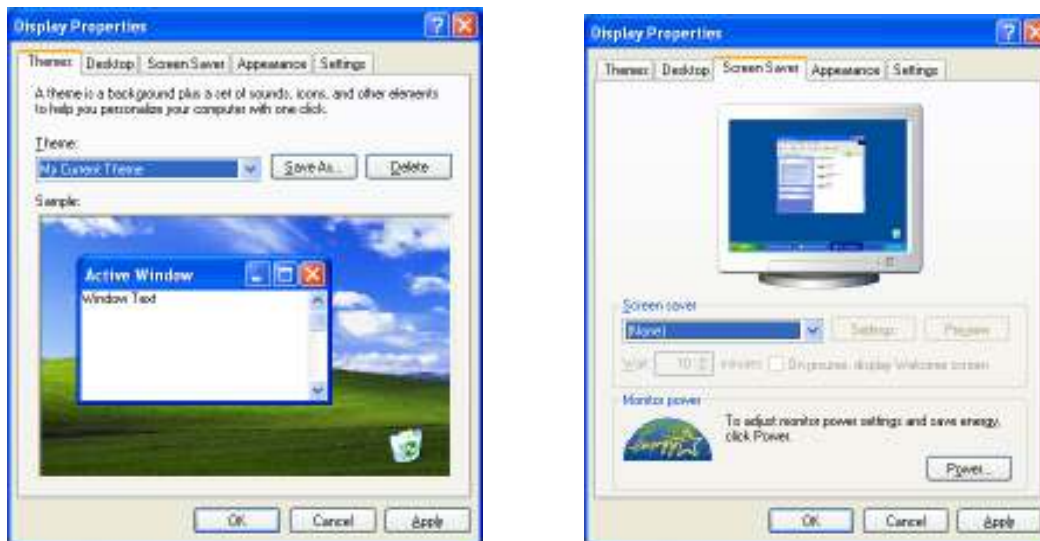 Display Properties
Themes Desktop Screen Saver Appearance Settings
A theme is a background plus a set of sounds, icons, and other elements
to help you personalize your computer with one click.
Theme:
My Current Theme
Save As... Delete
Sample:
Active Window
Window Text
OK Cancel Apply
Display Properties
Themes Desktop Screen Saver Appearance Settings
Screen saver
(None) Settings Preview
Wait: 10 minutes On resume, display Welcome screen
Monitor power
To adjust monitor power settings and save energy,
click Power.
energy
Power...
OK Cancel Apply